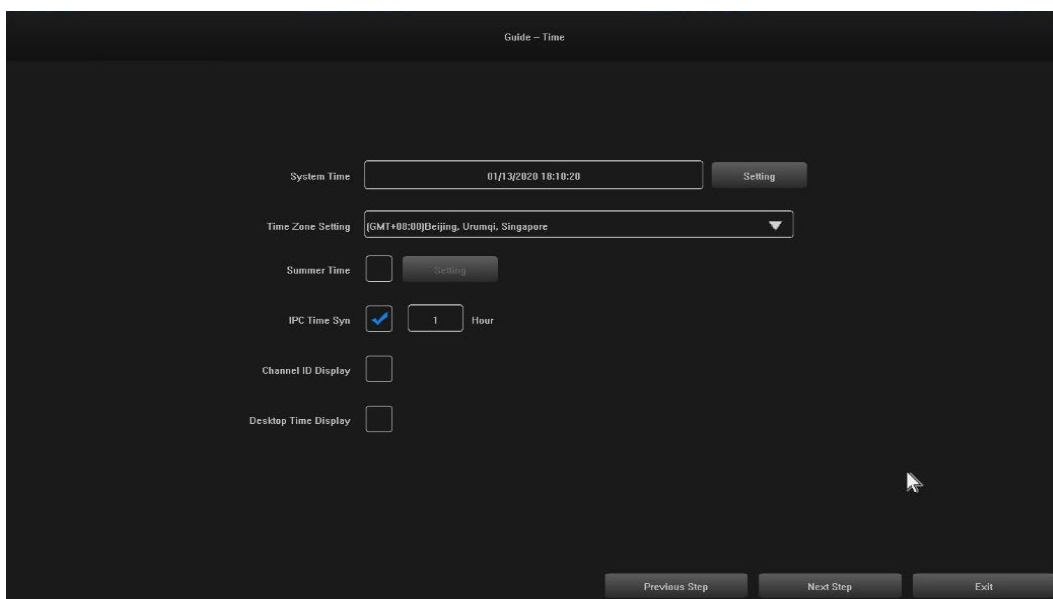 Guide – Time
System Time 01/13/2020 18:10:20 Setting
Time Zone Setting (GMT+08:00)Beijing, Urumqi, Singapore
Summer Time Setting
IPC Time Syn 1 Hour
Channel ID Display
Desktop Time Display
Previous Step Next Step Exit